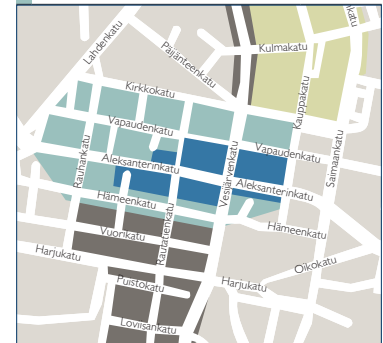 Lahdenkatu
Päijänteenkatu
Kulmakatu
katu
Kirkkokatu
Kauppakatu
Vapaudenkatu
Vapaudenkatu
Rauhankatu
Aleksanterinkatu
Vesijärvenkatu
Saimaankatu
Aleksanterinkatu
Hämeenkatu
Hämeenkatu
Vuorikatu
Rautatienkatu
Harjukatu
Oikokatu
Puistokatu
Harjukatu
Loviisankatu